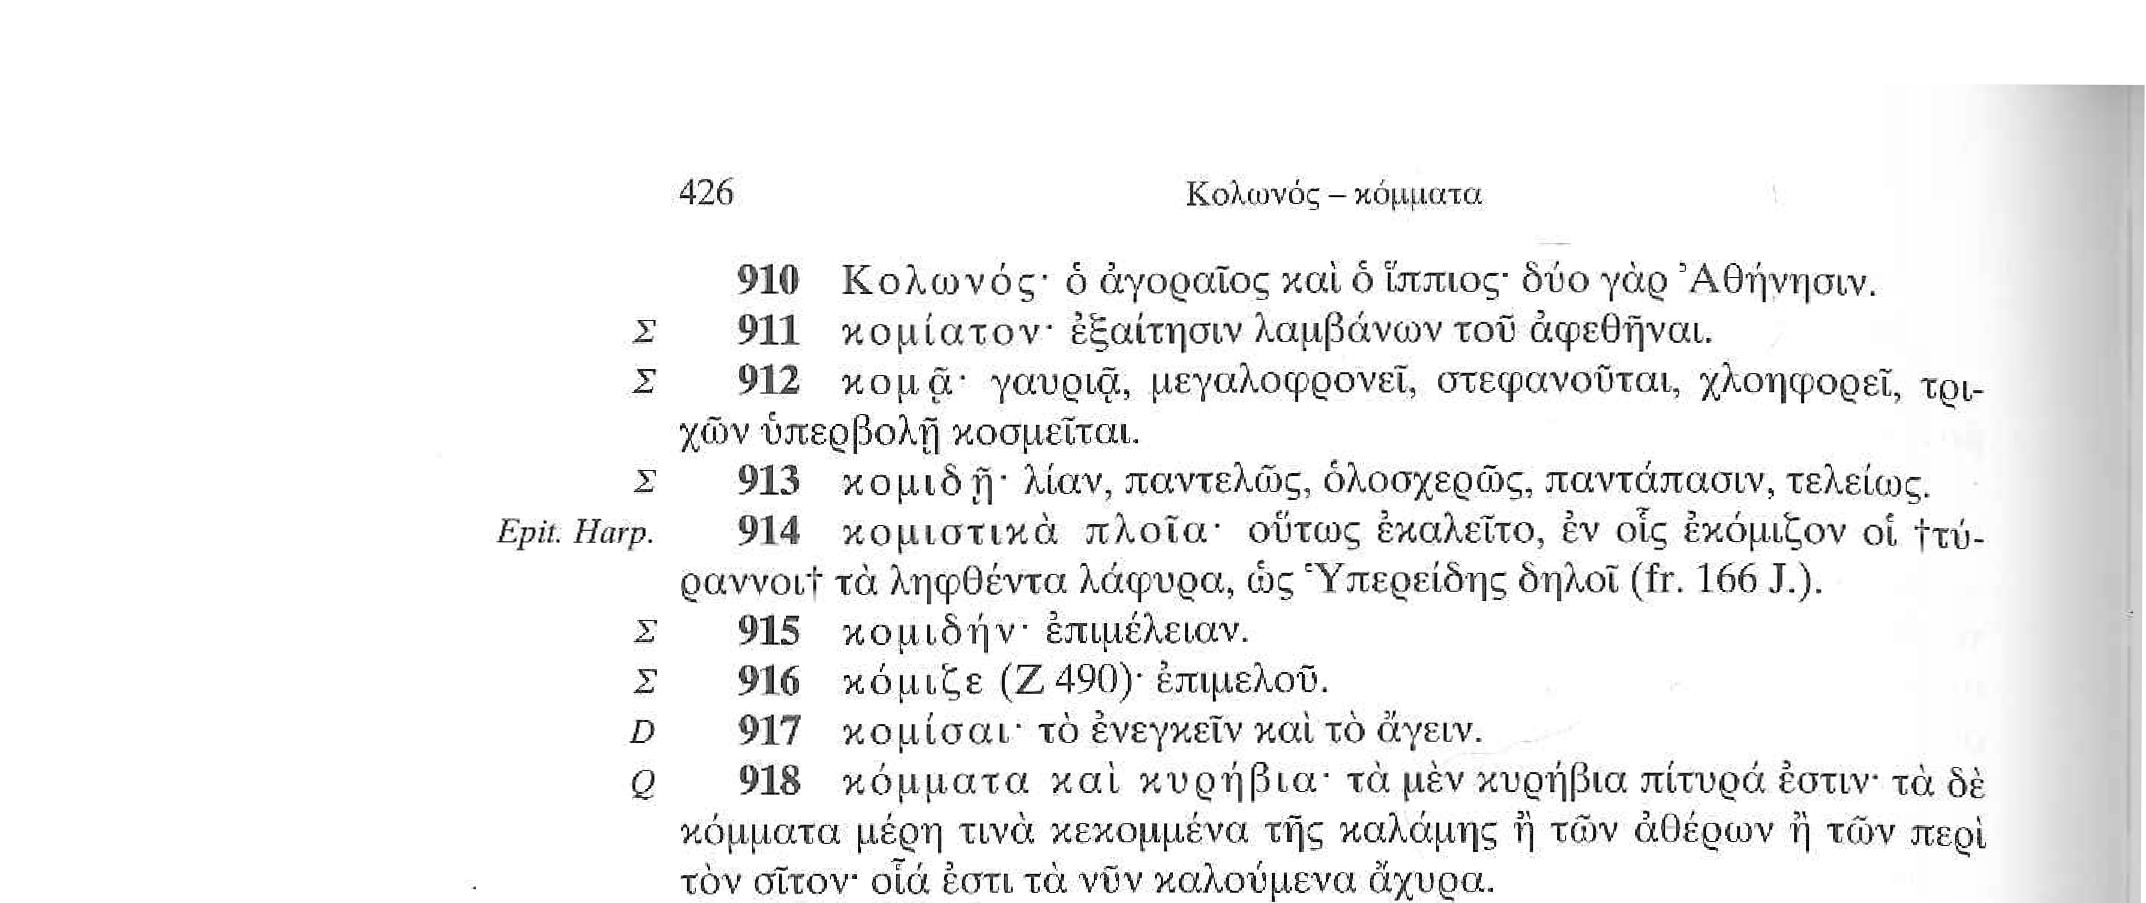 426 Κολωνός – κόμματα
910 Κολωνός· ὁ ἀγοραῖος καὶ ὁ ἵππιος· δύο γὰρ Ἀθήνησιν.
Σ 911 κομίατον· ἐξαίτησιν λαμβάνων τοῦ ἀφεθῆναι.
Σ 912 κομᾷ· γαυριᾷ, μεγαλοφρονεῖ, στεφανοῦται, χλοηφορεῖ, τρι-
χῶν ὑπερβολῇ κοσμεῖται.
Σ 913 κομιδῇ· λίαν, παντελῶς, ὁλοσχερῶς, παντάπασιν, τελείως.
Epit. Harp. 914 κομιστικὰ πλοῖα· οὕτως ἐκαλεῖτο, ἐν οἷς ἐκόμιζον οἱ †τύ-
ραννοι† τὰ ληφθέντα λάφυρα, ὡς Ὑπερείδης δηλοῖ (fr. 166 J.).
Σ 915 κομιδήν· ἐπιμέλειαν.
Σ 916 κόμιζε (Ζ 490)· ἐπιμελοῦ.
D 917 κομίσαι· τὸ ἐνεγκεῖν καὶ τὸ ἄγειν.
Q 918 κόμματα καὶ κυρήβια· τὰ μὲν κυρήβια πίτυρά ἐστιν· τὰ δὲ
κόμματα μέρη τινὰ κεκομμένα τῆς καλάμης ἢ τῶν ἀθέρων ἢ τῶν περὶ
τὸν σῖτον· οἷά ἐστι τὰ νῦν καλούμενα ἄχυρα.